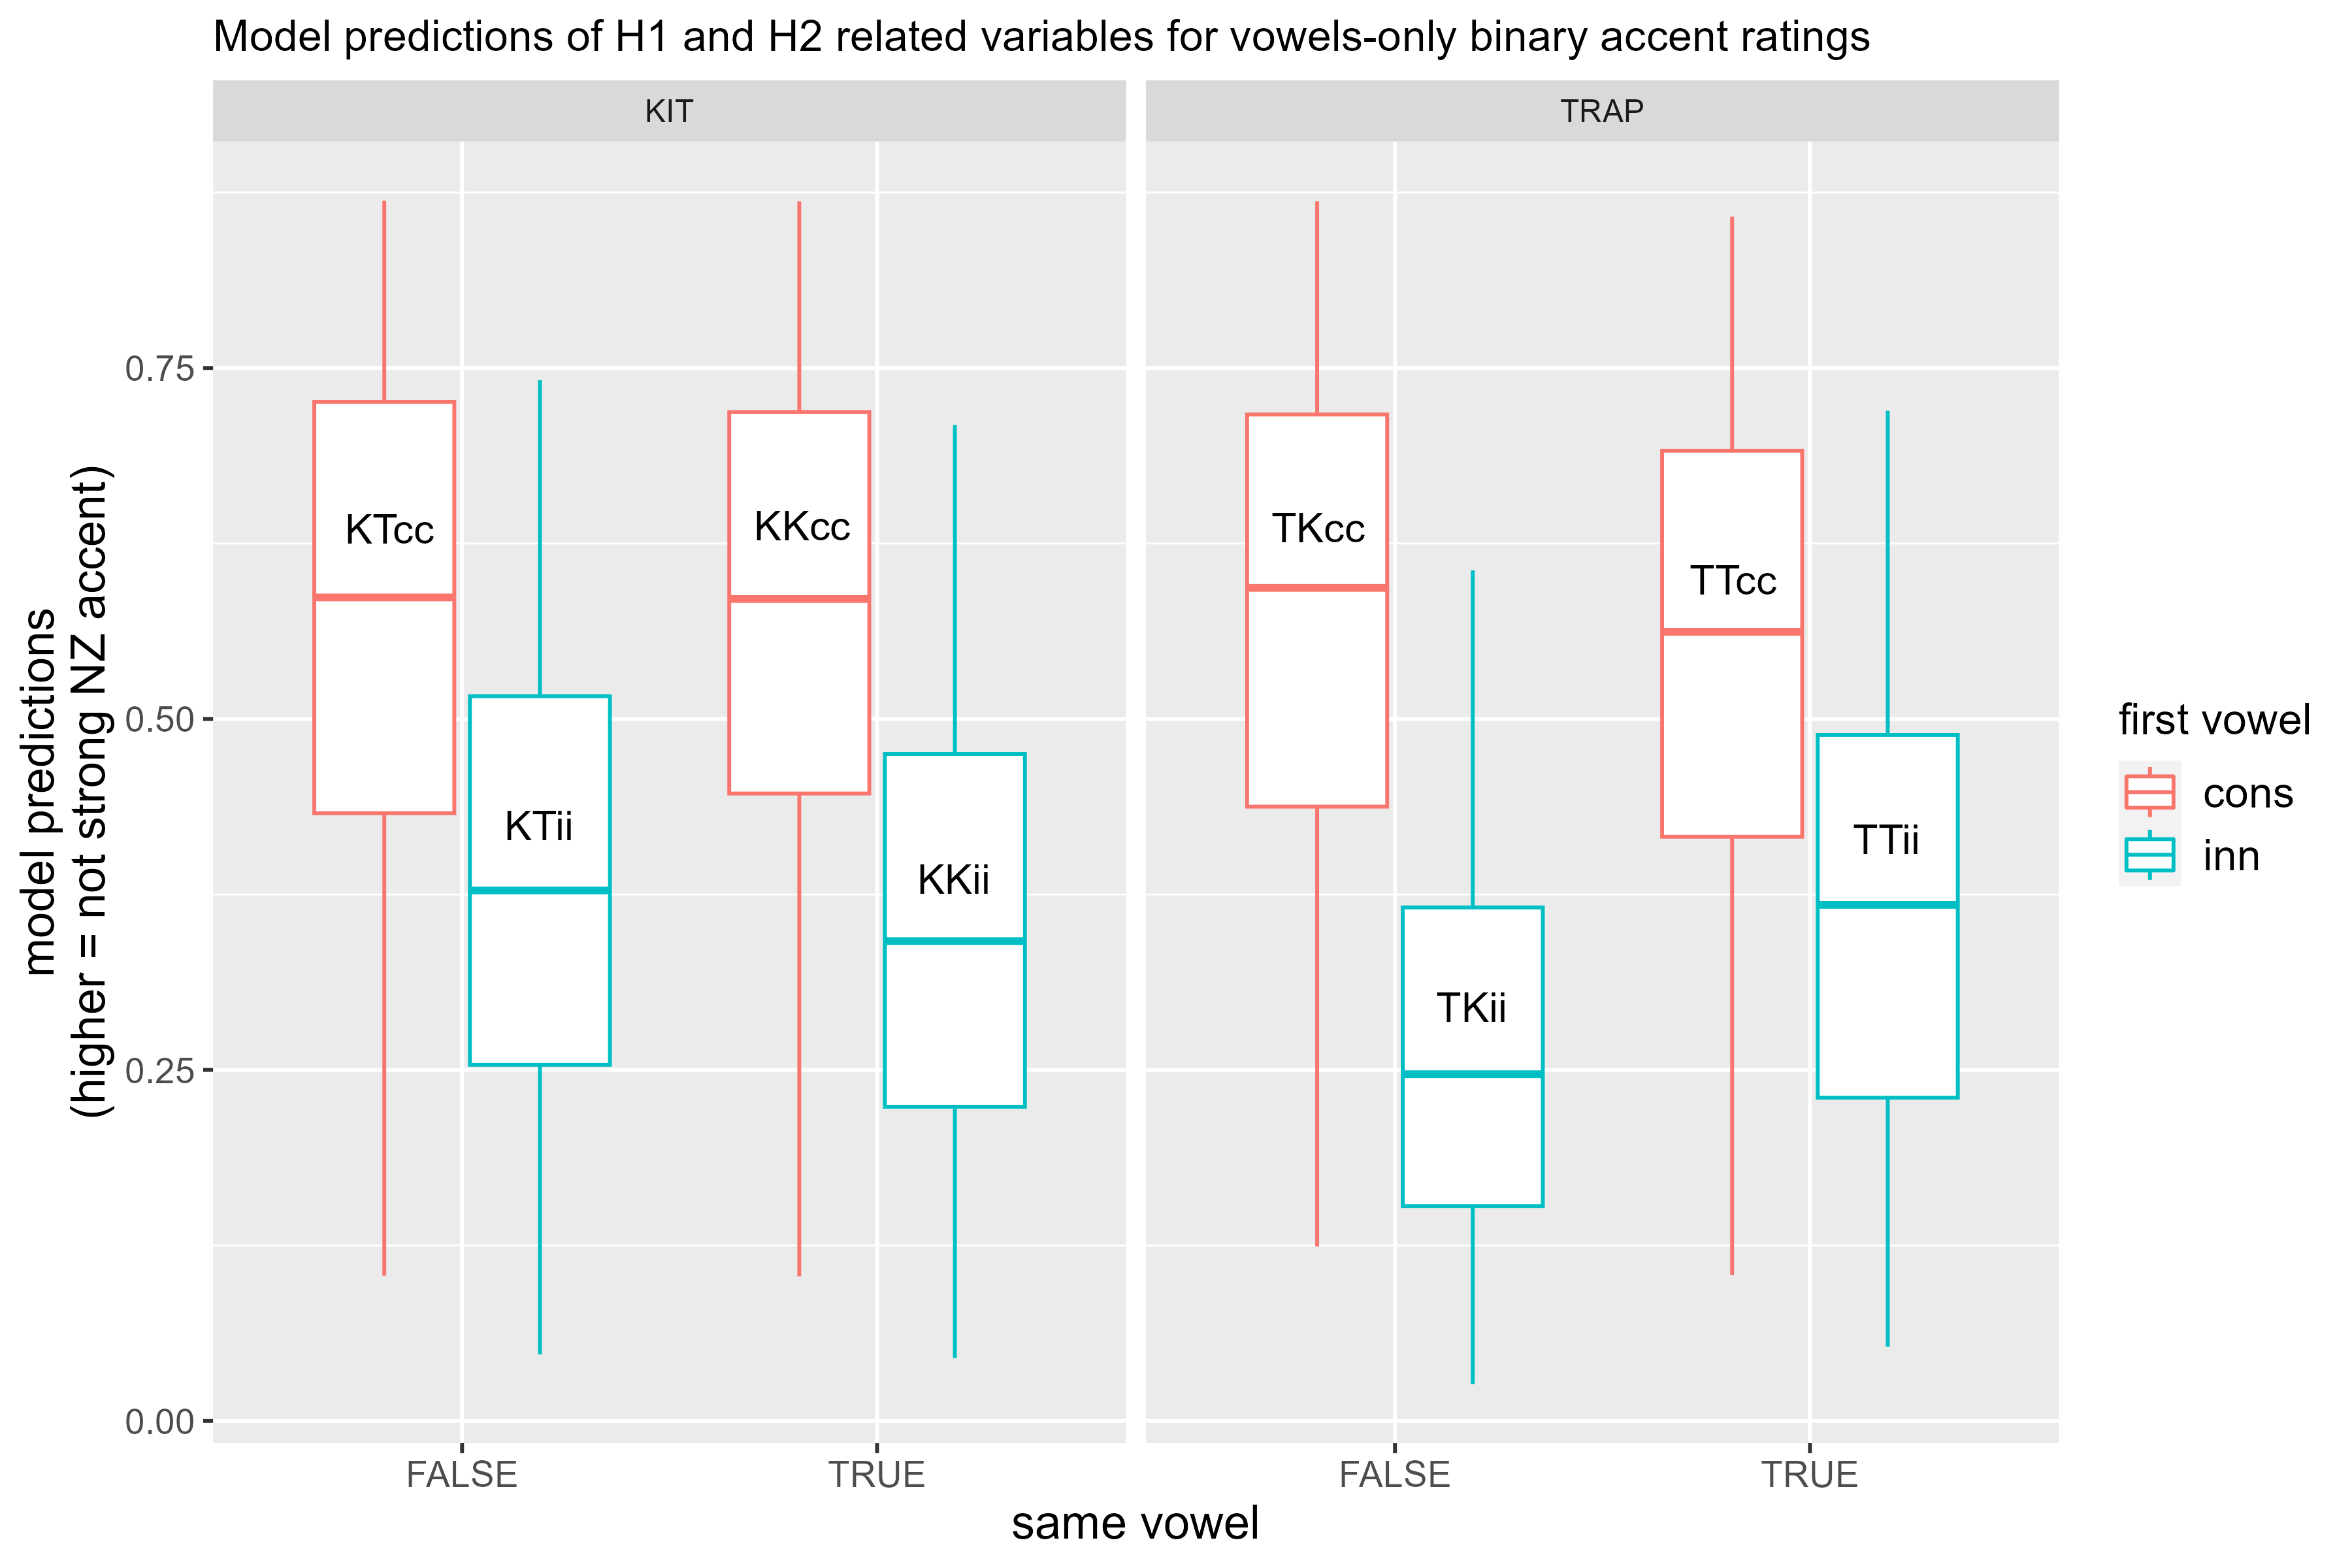 Model predictions of H1 and H2 related variables for vowels-only binary accent ratings
KIT
TRAP
model predictions
(higher = not strong NZ accent)
0.75
0.50
0.25
0.00
KTcc
KTii
KKcc
KKii
TKcc
TKii
TTcc
TTii
FALSE
TRUE
FALSE
TRUE
same vowel
first vowel
cons
inn